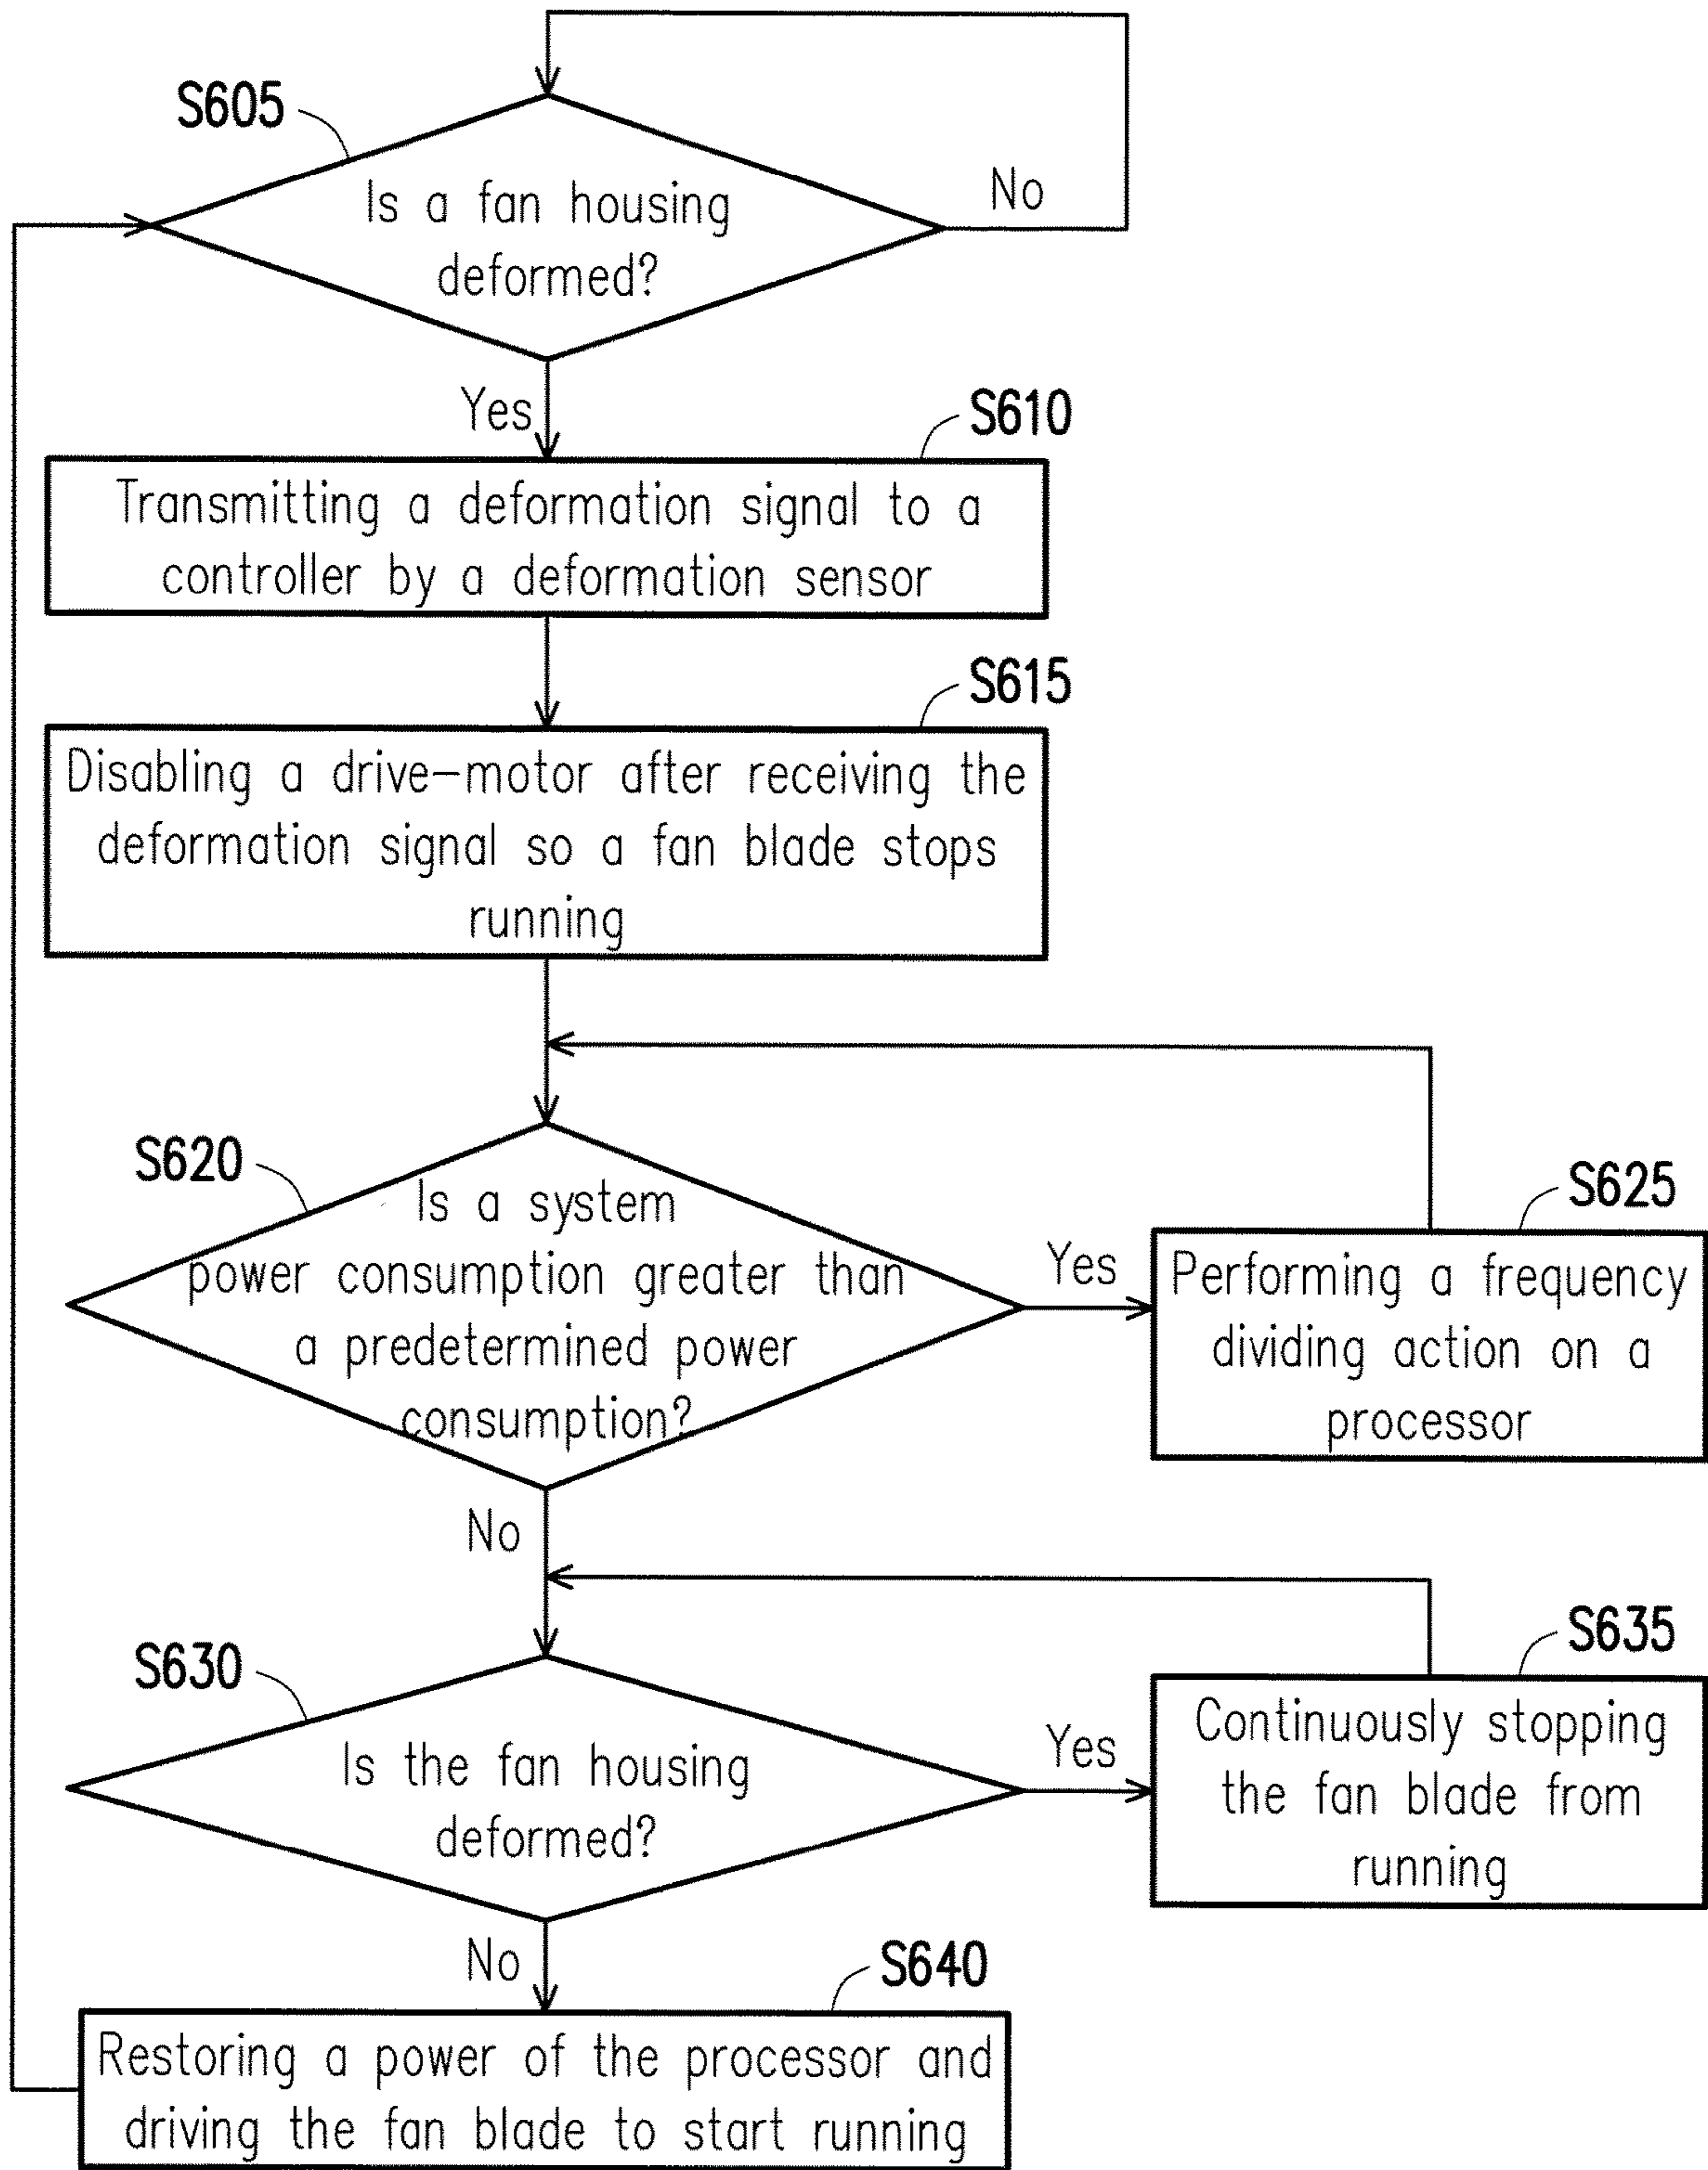 S605
Is a fan housing
deformed?
No
Yes
S610
Transmitting a deformation signal to a
controller by a deformation sensor
S615
Disabling a drive-motor after receiving the
deformation signal so a fan blade stops
running
S620
Is a system
power consumption greater than
a predetermined power
consumption?
Yes
S625
Performing a frequency
dividing action on a
processor
No
S630
Is the fan housing
deformed?
Yes
S635
Continuously stopping
the fan blade from
running
No
S640
Restoring a power of the processor and
driving the fan blade to start running